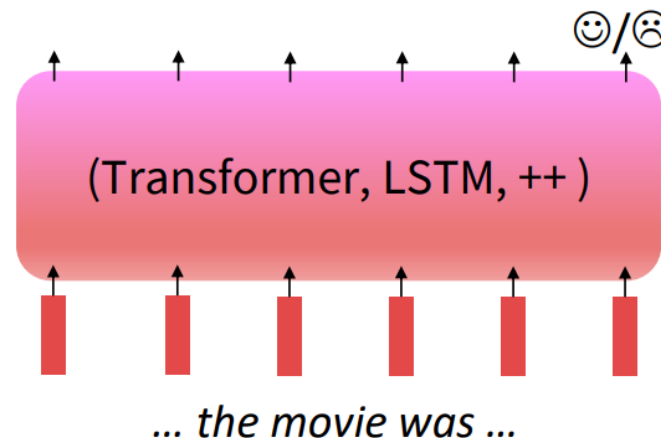 ☺/☹
(Transformer, LSTM, ++ )
... the movie was ...